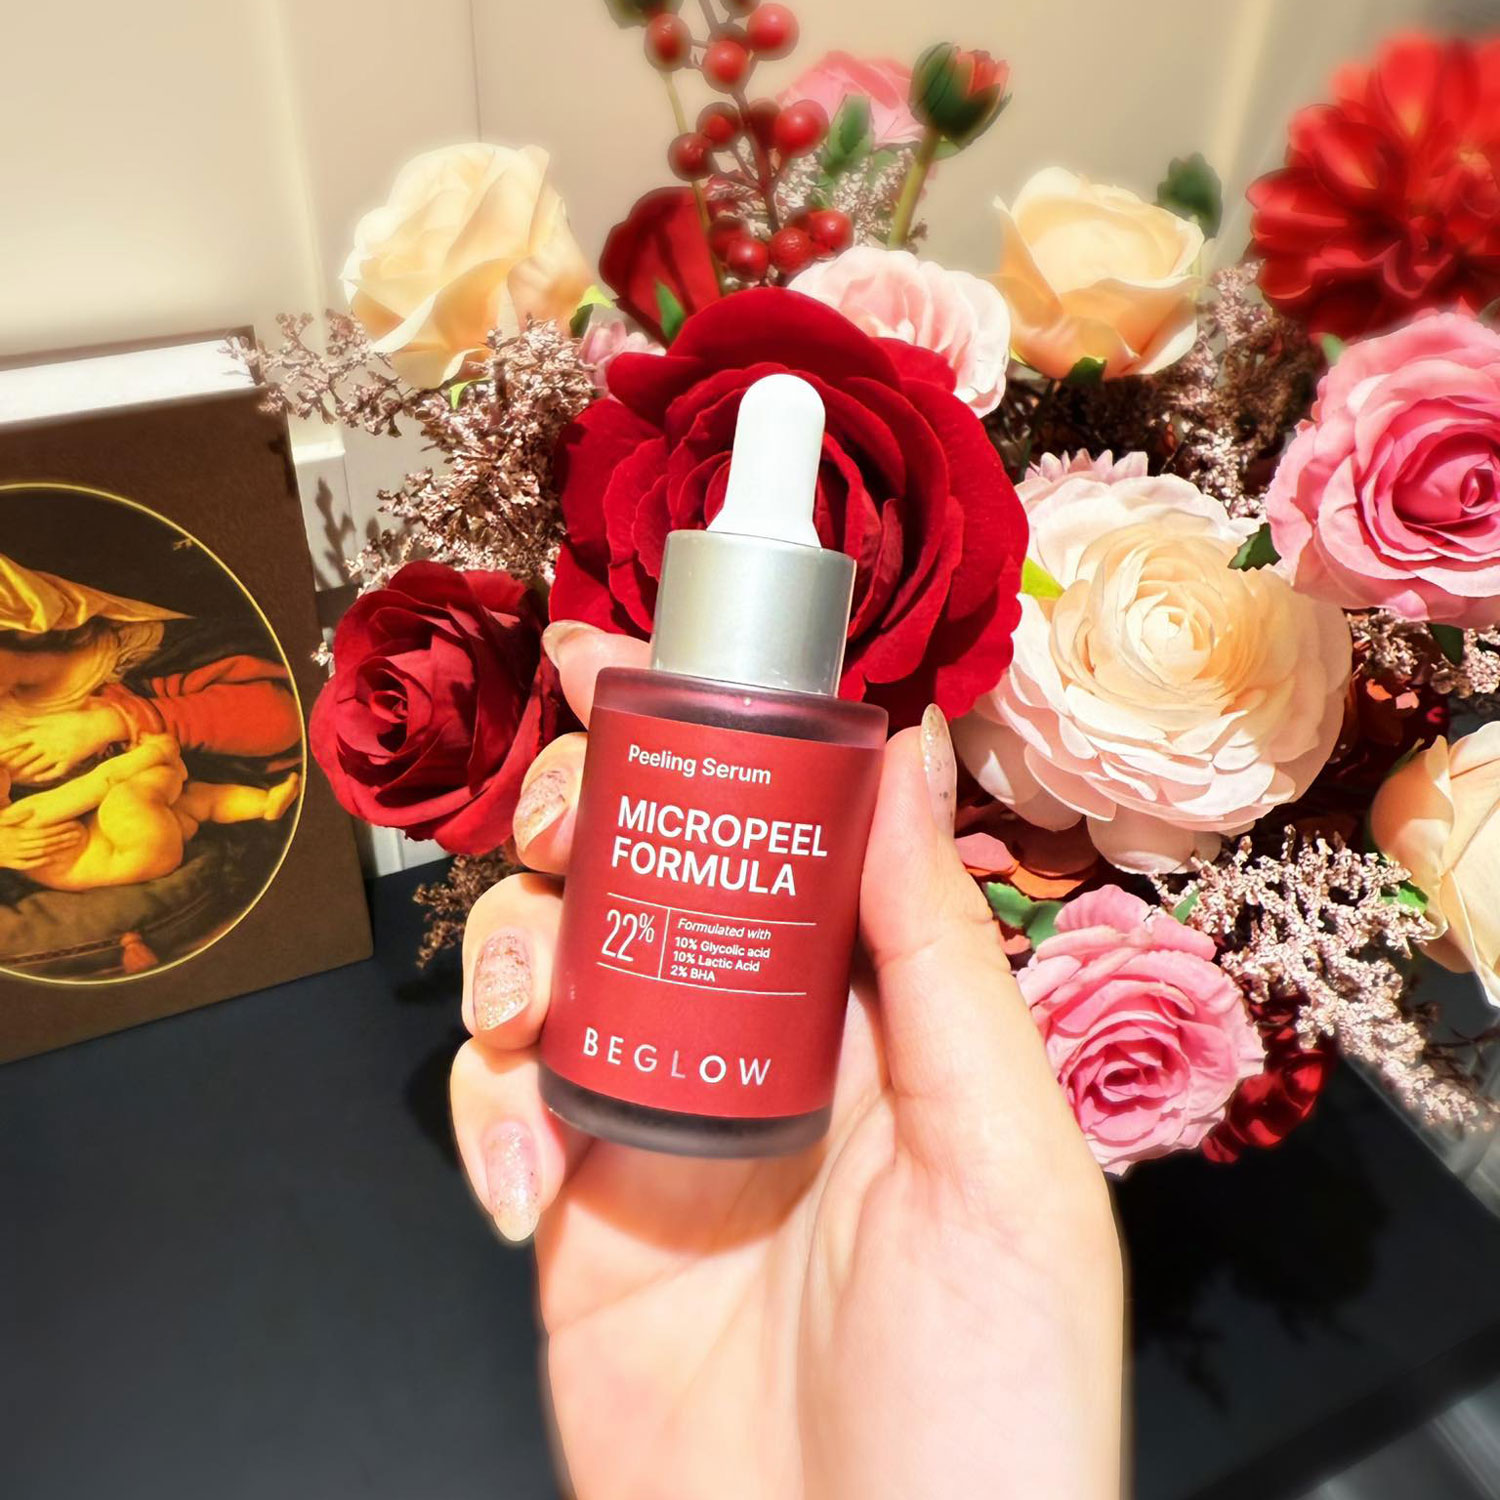 Peeling Serum
MICROPEEL
FORMULA
22%
Formulated with
10% Glycolic acid
10% Lactic Acid
2% BHA
BEGLOW